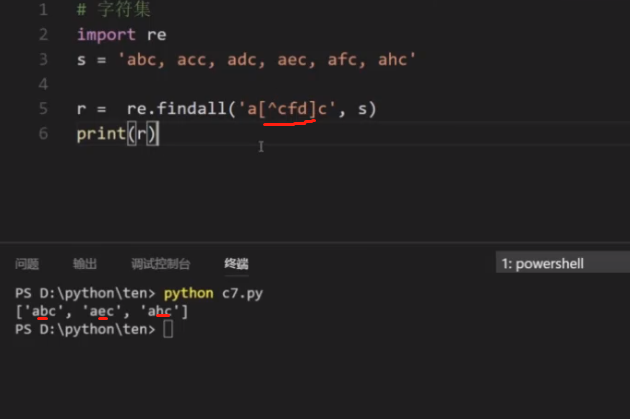 1 # 字符集
2 import re
3 s = 'abc, acc, adc, aec, afc, ahc'
4
5 r =  re.findall('a[^cfd]c', s)
6 print(r)
问题 输出 调试控制台 终端 1: powershell
PS D:\python\ten> python c7.py
['abc', 'aec', 'ahc']
PS D:\python\ten>